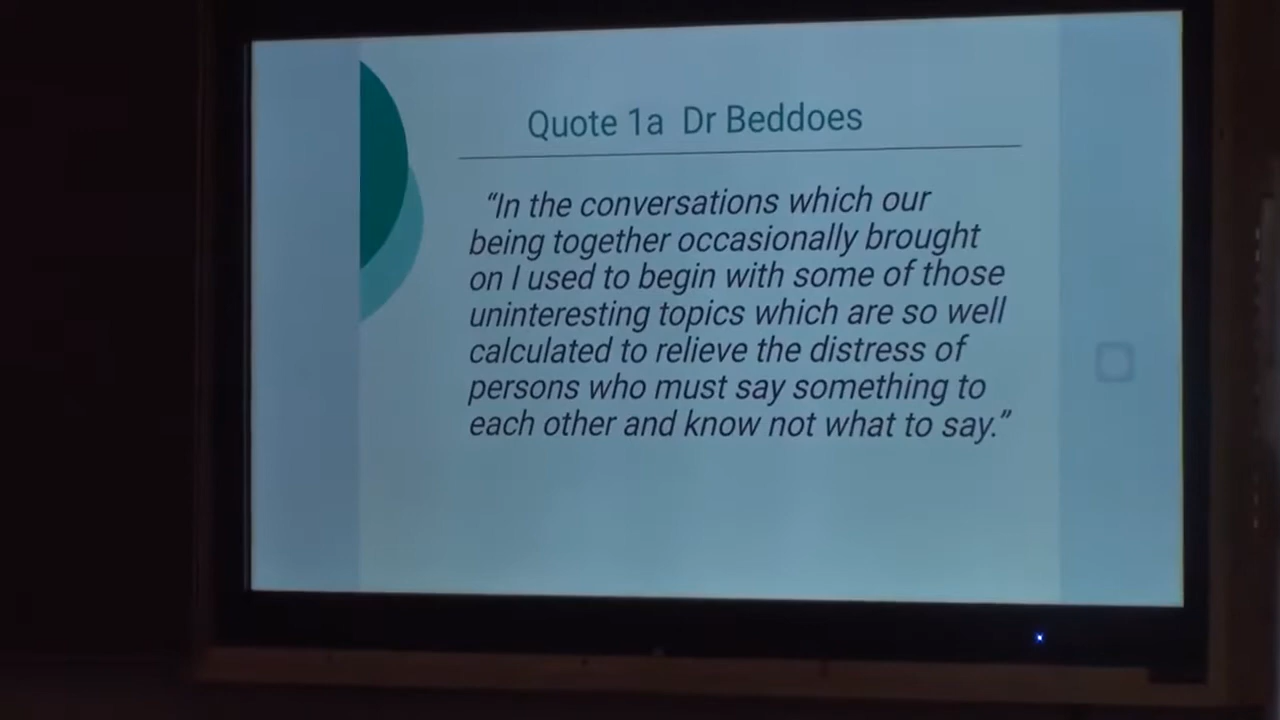 Quote 1a Dr Beddoes
“In the conversations which our
being together occasionally brought
on I used to begin with some of those
uninteresting topics which are so well
calculated to relieve the distress of
persons who must say something to
each other and know not what to say.”